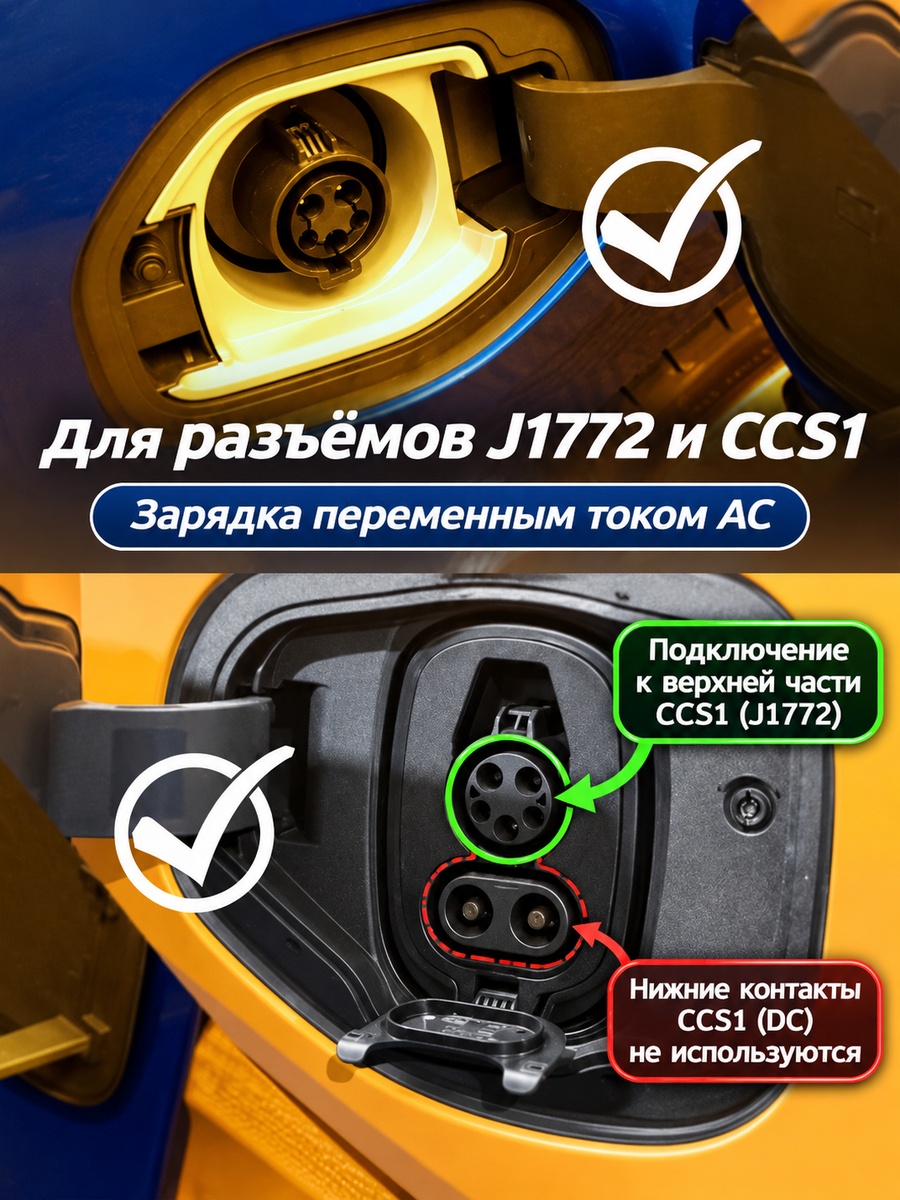 Для разъёмов J1772 и CCS1
Зарядка переменным током AC
Подключение
к верхней части
CCS1 (J1772)
Нижние контакты
CCS1 (DC)
не используются